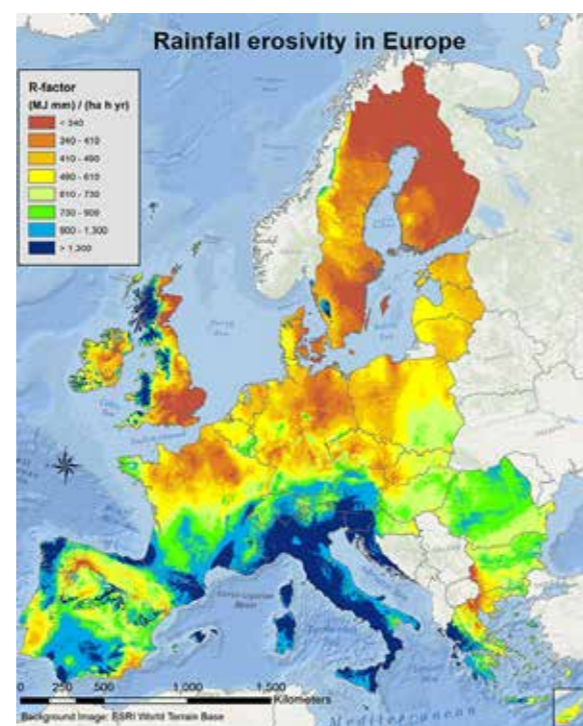 Rainfall erosivity in Europe
R-factor
(MJ mm) / (ha h yr)
< 340
340 - 410
410 - 490
490 - 610
610 - 730
730 - 900
900 - 1,300
> 1,300
0 250 500 1,000 1,500
Kilometers
Background Image: ESRI World Terrain Base
Mediterranean